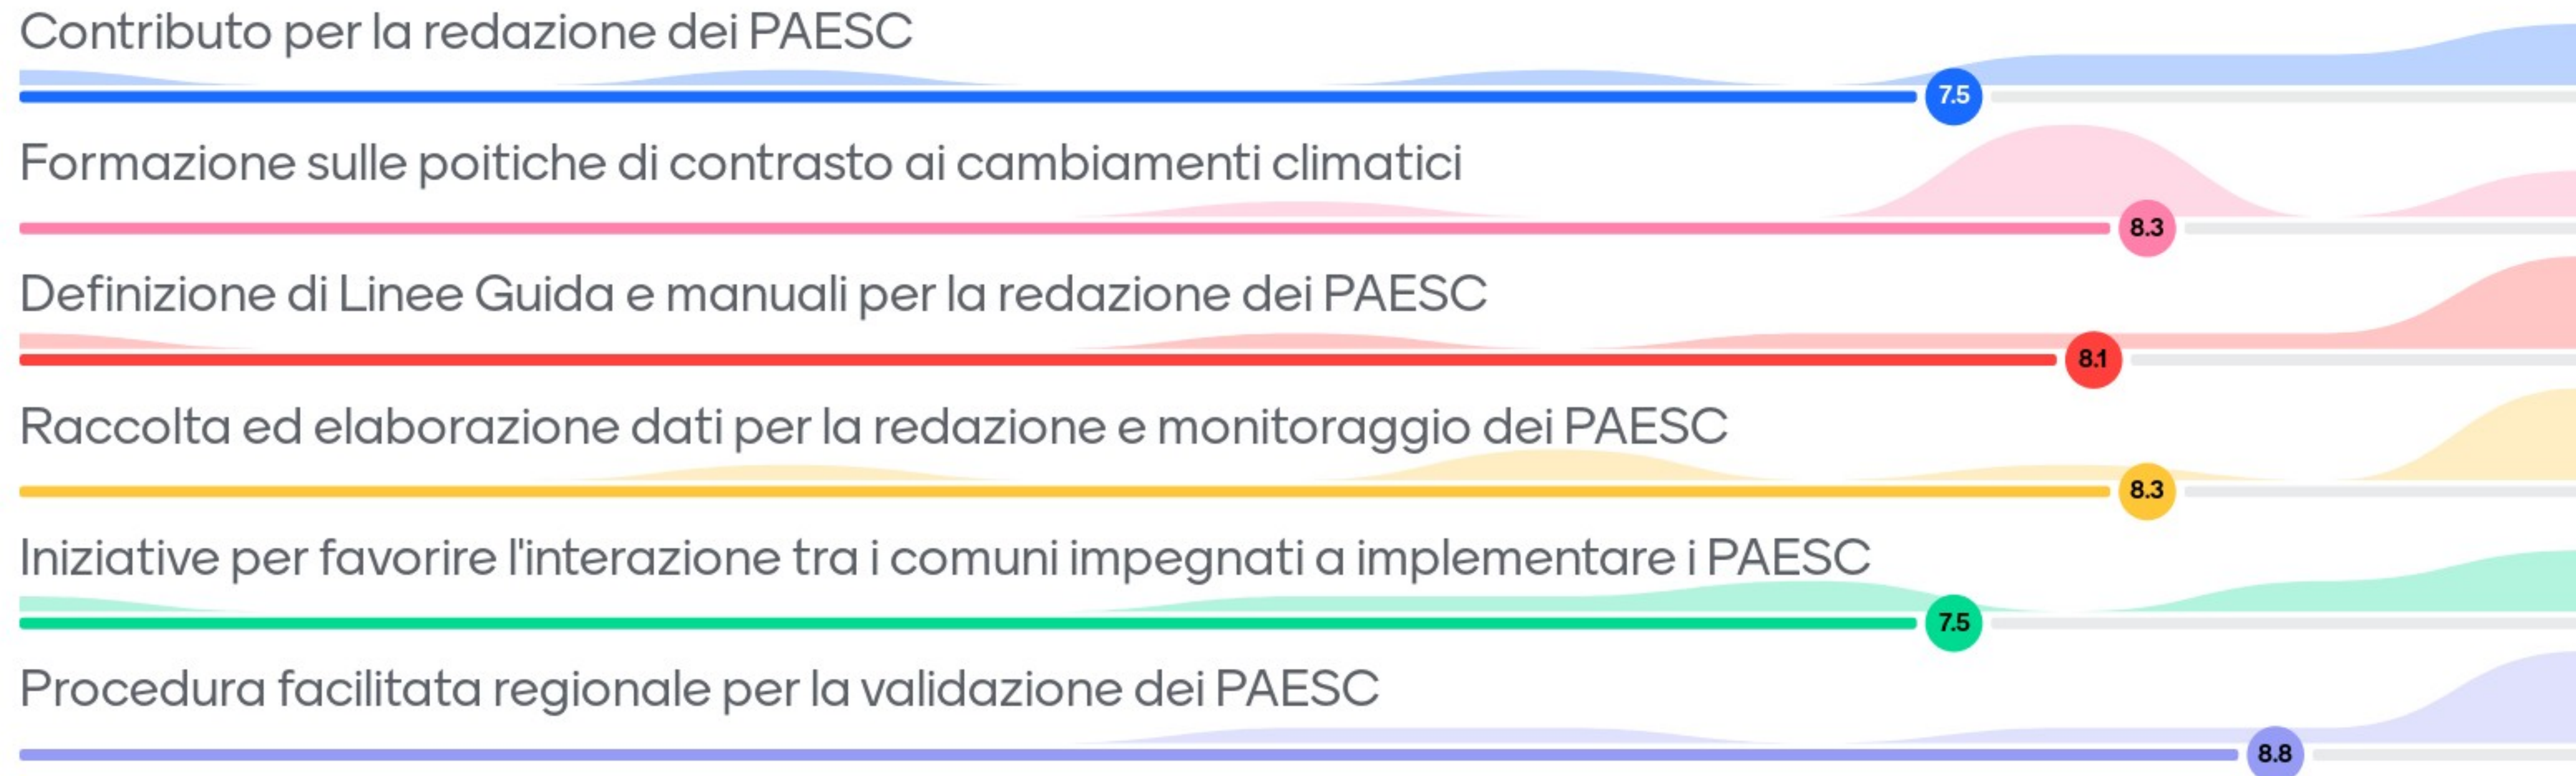 Contributo per la redazione dei PAESC
7.5
Formazione sulle poitiche di contrasto ai cambiamenti climatici
8.3
Definizione di Linee Guida e manuali per la redazione dei PAESC
8.1
Raccolta ed elaborazione dati per la redazione e monitoraggio dei PAESC
8.3
Iniziative per favorire l'interazione tra i comuni impegnati a implementare i PAESC
7.5
Procedura facilitata regionale per la validazione dei PAESC
8.8